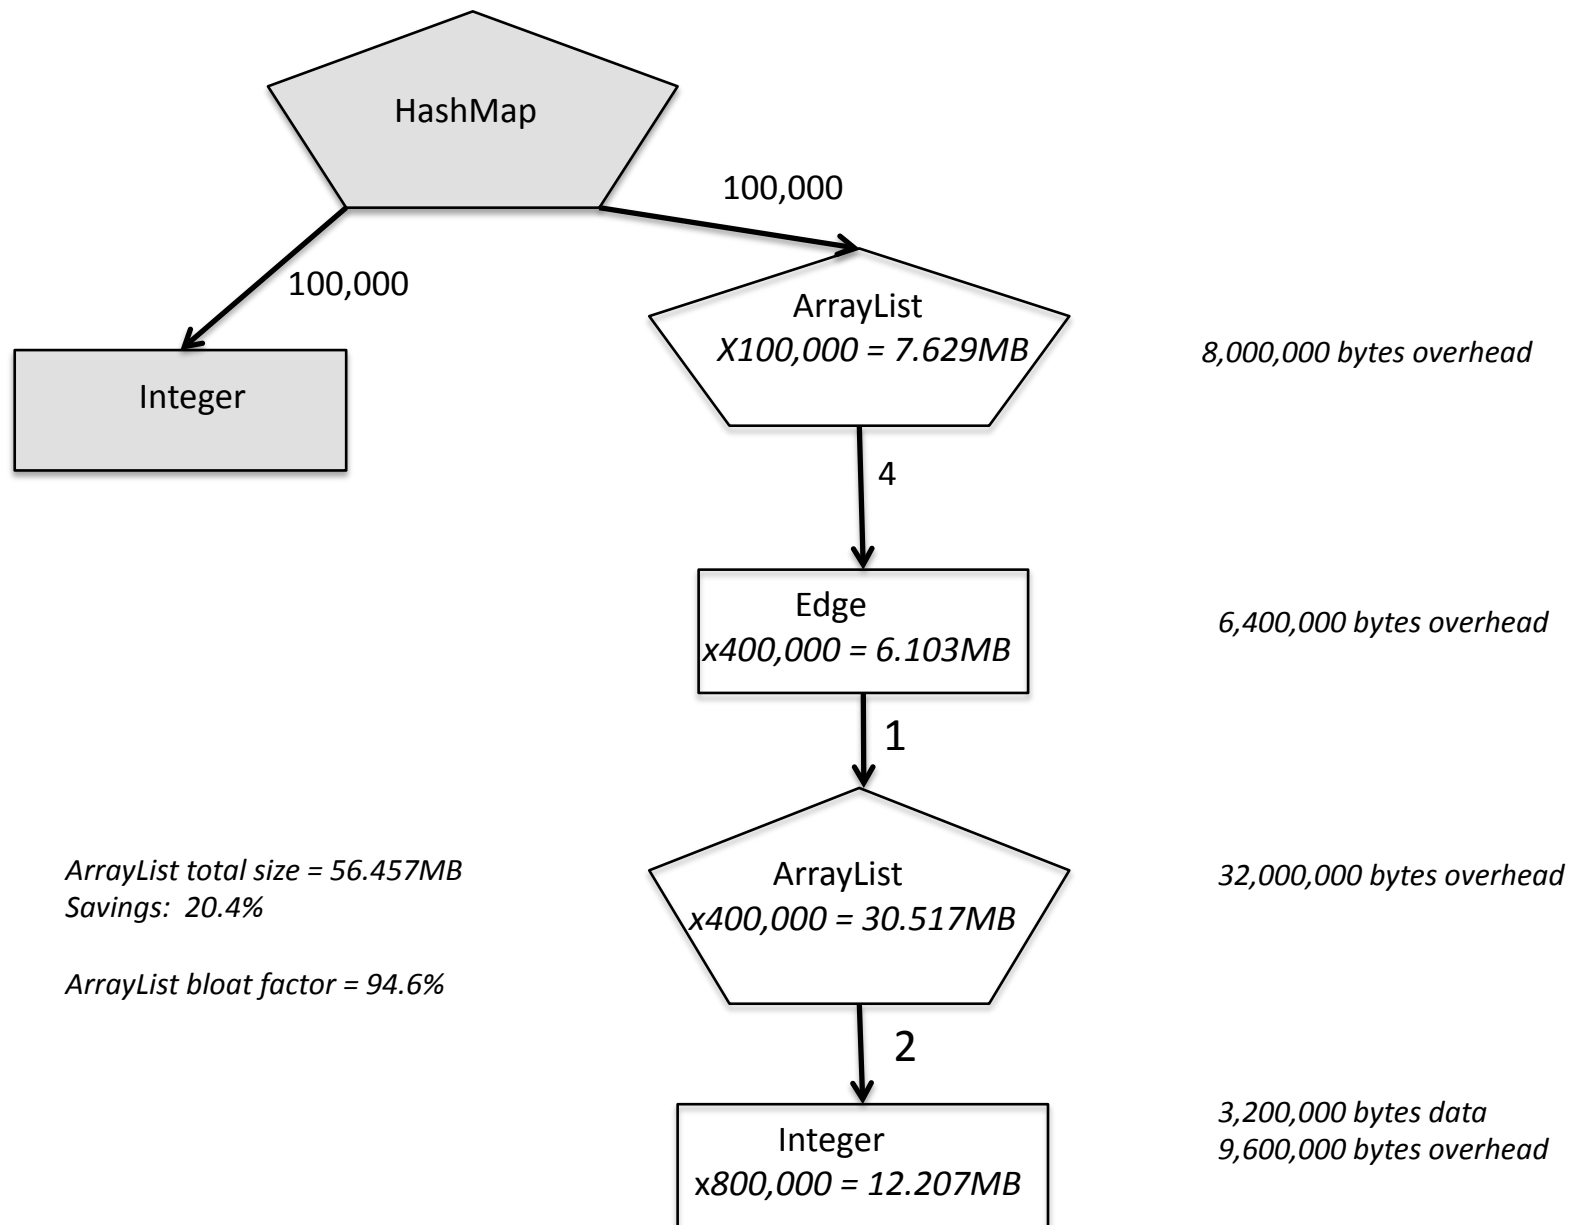 HashMap
100,000
100,000
ArrayList
X100,000 = 7.629MB
8,000,000 bytes overhead
Integer
4
Edge
x400,000 = 6.103MB
6,400,000 bytes overhead
1
ArrayList
x400,000 = 30.517MB
32,000,000 bytes overhead
ArrayList total size = 56.457MB
Savings: 20.4%
ArrayList bloat factor = 94.6%
2
Integer
x800,000 = 12.207MB
3,200,000 bytes data
9,600,000 bytes overhead